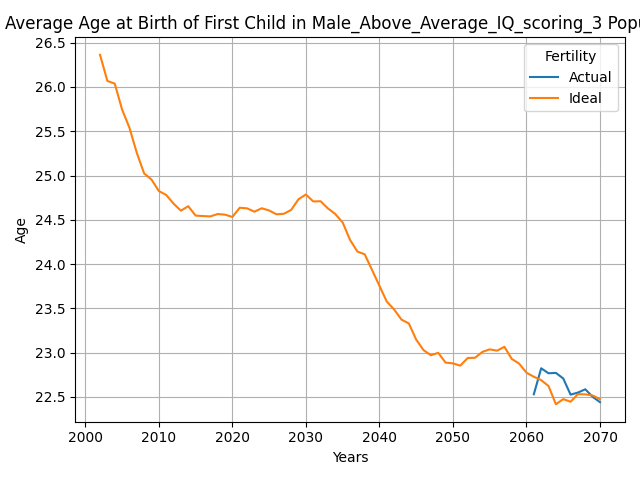 Average Age at Birth of First Child in Male_Above_Average_IQ_scoring_3 Popu
Fertility
Actual
Ideal
26.5
26.0
25.5
25.0
24.5
24.0
23.5
23.0
22.5
Age
2000 2010 2020 2030 2040 2050 2060 2070
Years